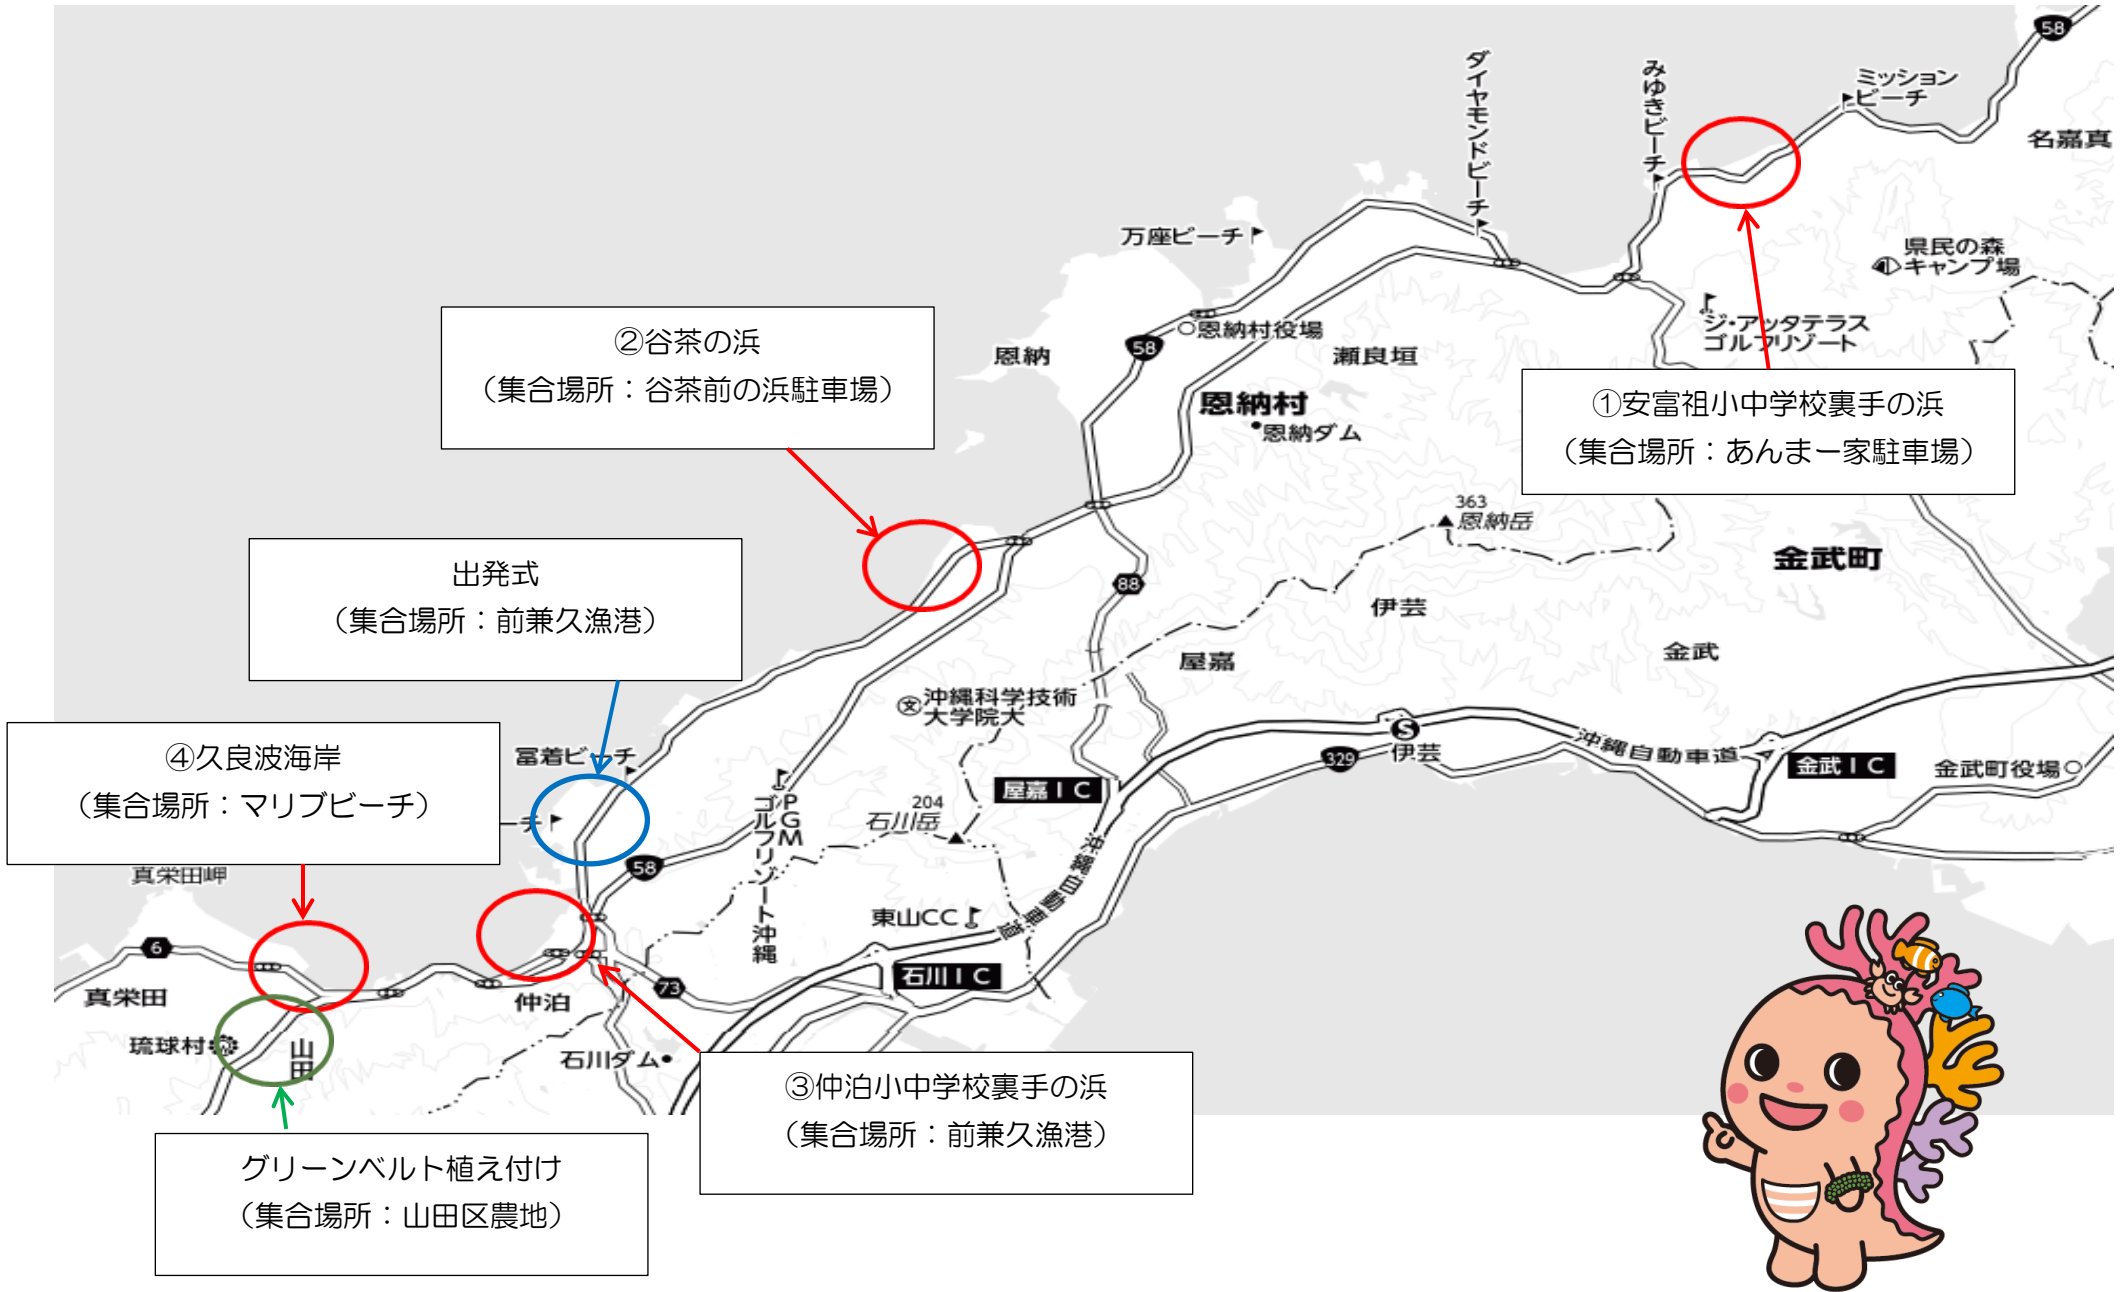 58
ミッション
ビーチ
みゆきビーチ
ダイヤモンドビーチ
名嘉真
万座ビーチ
県民の森
キャンプ場
ジ・アッタテラス
ゴルフリゾート
②谷茶の浜
（集合場所：谷茶前の浜駐車場）
恩納
58
恩納村役場
瀬良垣
恩納村
恩納ダム
①安富祖小中学校裏手の浜
（集合場所：あんまー家駐車場）
363
恩納岳
金武町
出発式
（集合場所：前兼久漁港）
88
伊芸
屋嘉
金武
沖縄科学技術
大学院大
④久良波海岸
（集合場所：マリブビーチ）
冨着ビーチ
ーチ
PGM
ゴルフリゾート沖縄
屋嘉IC
204
石川岳
S
伊芸
329
沖縄自動車道
金武IC
金武町役場
沖縄自動車道
58
真栄田岬
東山CC
6
石川IC
73
真栄田
仲泊
琉球村
山田
石川ダム
③仲泊小中学校裏手の浜
（集合場所：前兼久漁港）
グリーンベルト植え付け
（集合場所：山田区農地）